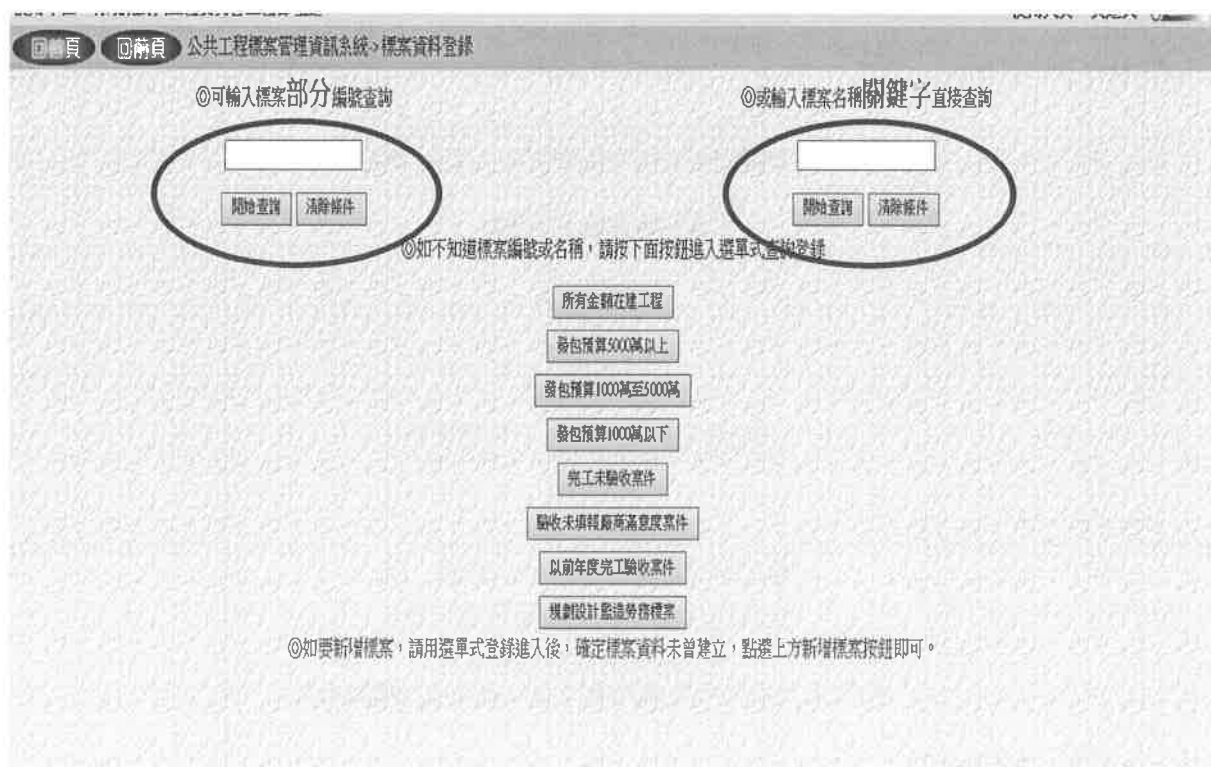 回前頁 回前頁 公共工程標案管理資訊系統->標案資料登錄
◎可輸入標案部分編號查詢 ◎或輸入標案名稱關鍵字直接查詢
開始查詢 清除條件 開始查詢 清除條件
◎如不知道標案編號或名稱，請按下面按鈕進入選單式查詢登錄
所有金額在建工程
發包預算5000萬以上
發包預算1000萬至5000萬
發包預算1000萬以下
完工未驗收案件
驗收未填報廠商滿意度案件
以前年度完工驗收案件
規劃設計監造勞務標案
◎如要新增標案，請用選單式登錄進入後，確定標案資料未曾建立，點選上方新增標案按鈕即可。